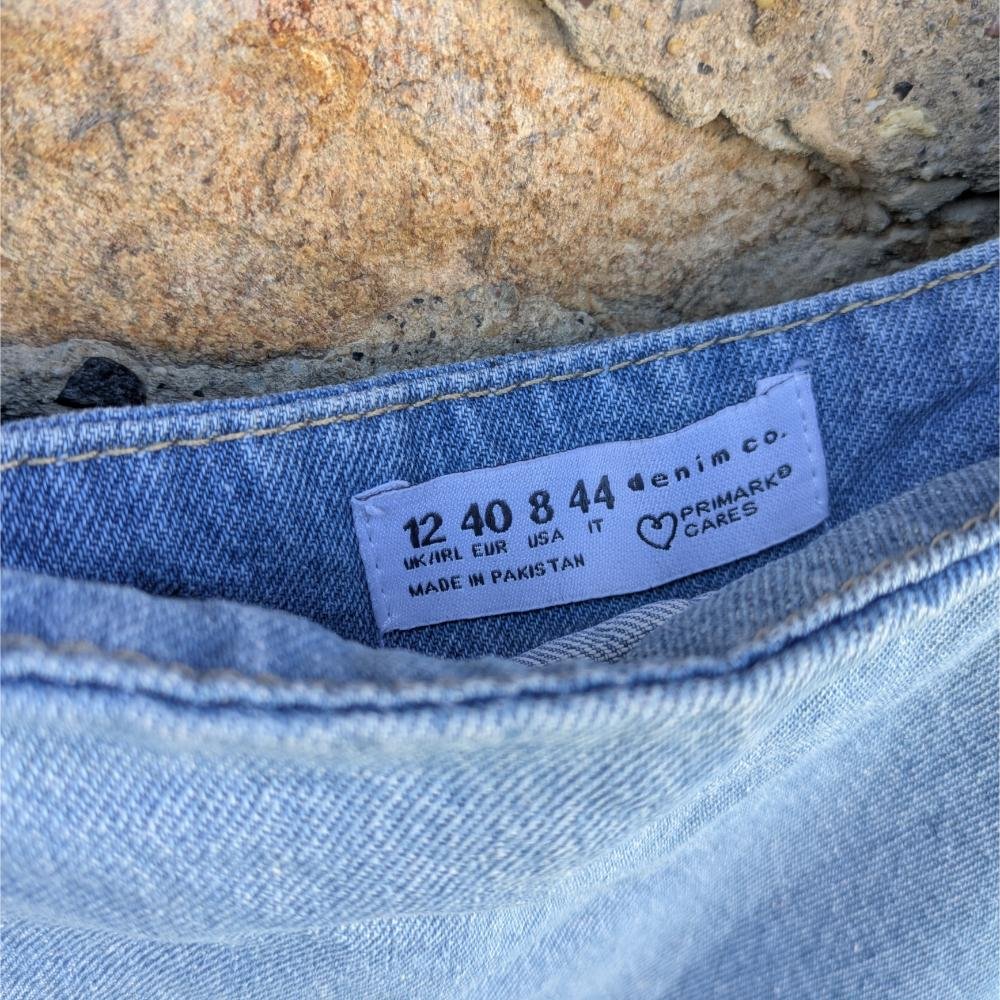 12 40 8 44 denim co.
UK/IRL EUR USA IT
MADE IN PAKISTAN
PRIMARK®
CARES